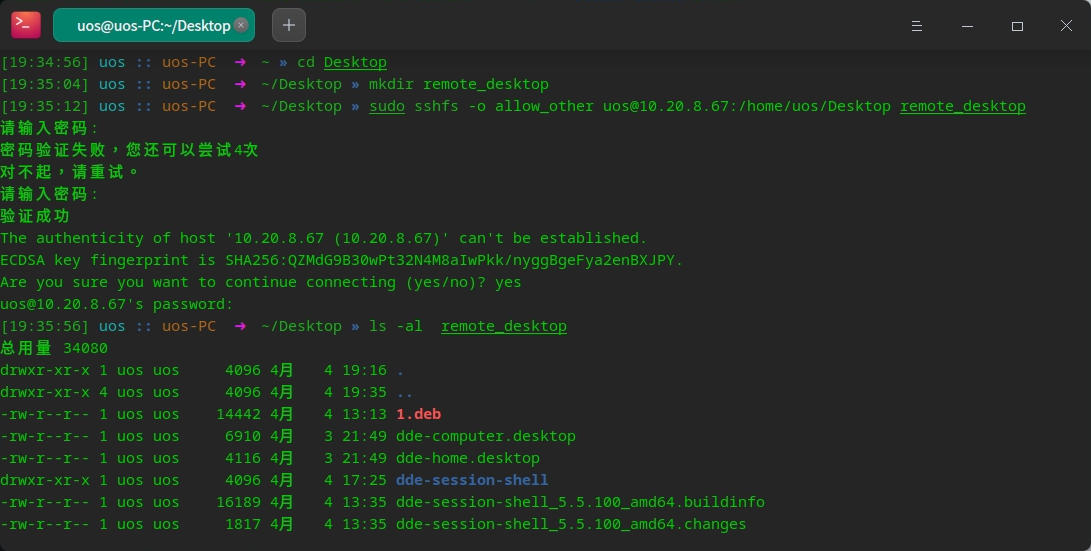 uos@uos-PC:~/Desktop
[19:34:56] uos :: uos-PC ➜ ~ » cd Desktop
[19:35:04] uos :: uos-PC ➜ ~/Desktop » mkdir remote_desktop
[19:35:12] uos :: uos-PC ➜ ~/Desktop » sudo sshfs -o allow_other uos@10.20.8.67:/home/uos/Desktop remote_desktop
请输入密码:
密码验证失败，您还可以尝试4次
对不起，请重试。
请输入密码:
验证成功
The authenticity of host '10.20.8.67 (10.20.8.67)' can't be established.
ECDSA key fingerprint is SHA256:QZMdG9B30wPt32N4M8aIwPkk/nyggBgeFya2enBXJPY.
Are you sure you want to continue connecting (yes/no)? yes
uos@10.20.8.67's password:
[19:35:56] uos :: uos-PC ➜ ~/Desktop » ls -al  remote_desktop
总用量 34080
drwxr-xr-x 1 uos uos     4096 4月   4 19:16 .
drwxr-xr-x 4 uos uos     4096 4月   4 19:35 ..
-rw-r--r-- 1 uos uos    14442 4月   4 13:13 1.deb
-rw-r--r-- 1 uos uos     6910 4月   3 21:49 dde-computer.desktop
-rw-r--r-- 1 uos uos     4116 4月   3 21:49 dde-home.desktop
drwxr-xr-x 1 uos uos     4096 4月   4 17:25 dde-session-shell
-rw-r--r-- 1 uos uos    16189 4月   4 13:35 dde-session-shell_5.5.100_amd64.buildinfo
-rw-r--r-- 1 uos uos     1817 4月   4 13:35 dde-session-shell_5.5.100_amd64.changes